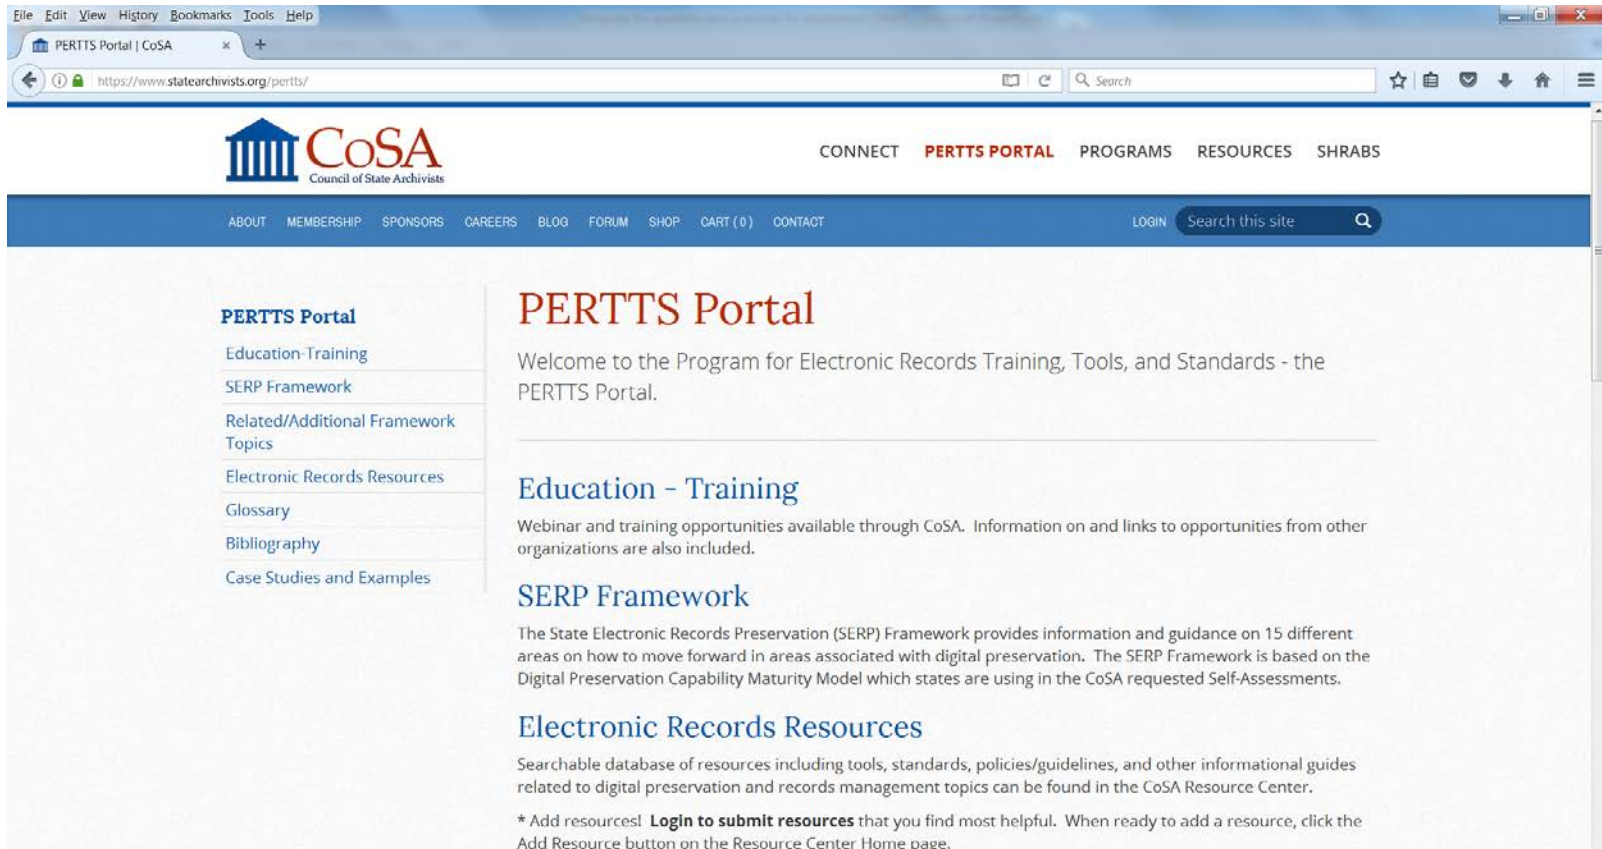 File Edit View History Bookmarks Tools Help
PERTTS Portal | CoSA
https://www.statearchivists.org/pertts/
Search
CoSA
Council of State Archivists
CONNECT PERTTS PORTAL PROGRAMS RESOURCES SHRABS
ABOUT MEMBERSHIP SPONSORS CAREERS BLOG FORUM SHOP CART ( 0 ) CONTACT LOGIN Search this site
PERTTS Portal
Education-Training
SERP Framework
Related/Additional Framework
Topics
Electronic Records Resources
Glossary
Bibliography
Case Studies and Examples
PERTTS Portal
Welcome to the Program for Electronic Records Training, Tools, and Standards - the
PERTTS Portal.
Education - Training
Webinar and training opportunities available through CoSA. Information on and links to opportunities from other
organizations are also included.
SERP Framework
The State Electronic Records Preservation (SERP) Framework provides information and guidance on 15 different
areas on how to move forward in areas associated with digital preservation. The SERP Framework is based on the
Digital Preservation Capability Maturity Model which states are using in the CoSA requested Self-Assessments.
Electronic Records Resources
Searchable database of resources including tools, standards, policies/guidelines, and other informational guides
related to digital preservation and records management topics can be found in the CoSA Resource Center.
* Add resources! Login to submit resources that you find most helpful. When ready to add a resource, click the
Add Resource button on the Resource Center Home page.